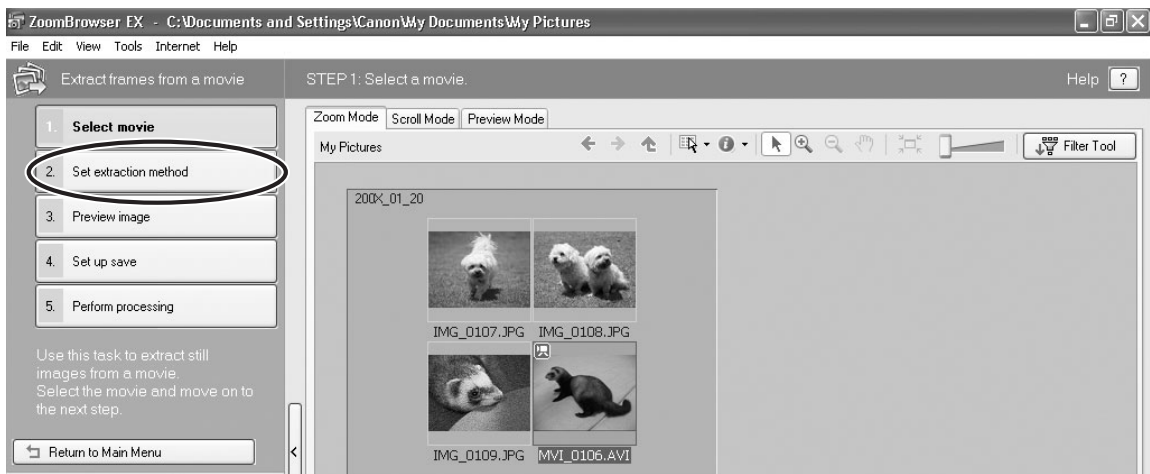 ZoomBrowser EX - C:\Documents and Settings\Canon\My Documents\My Pictures
File Edit View Tools Internet Help
Extract frames from a movie
STEP 1: Select a movie.
Help ?
1. Select movie
2. Set extraction method
3. Preview image
4. Set up save
5. Perform processing
Use this task to extract still
images from a movie.
Select the movie and move on to
the next step.
Return to Main Menu
Zoom Mode Scroll Mode Preview Mode
My Pictures
Filter Tool
200X_01_20
IMG_0107.JPG IMG_0108.JPG
IMG_0109.JPG MVI_0106.AVI